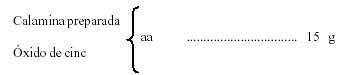 Calamina preparada
aa ................................. 15 g
Óxido de cinc